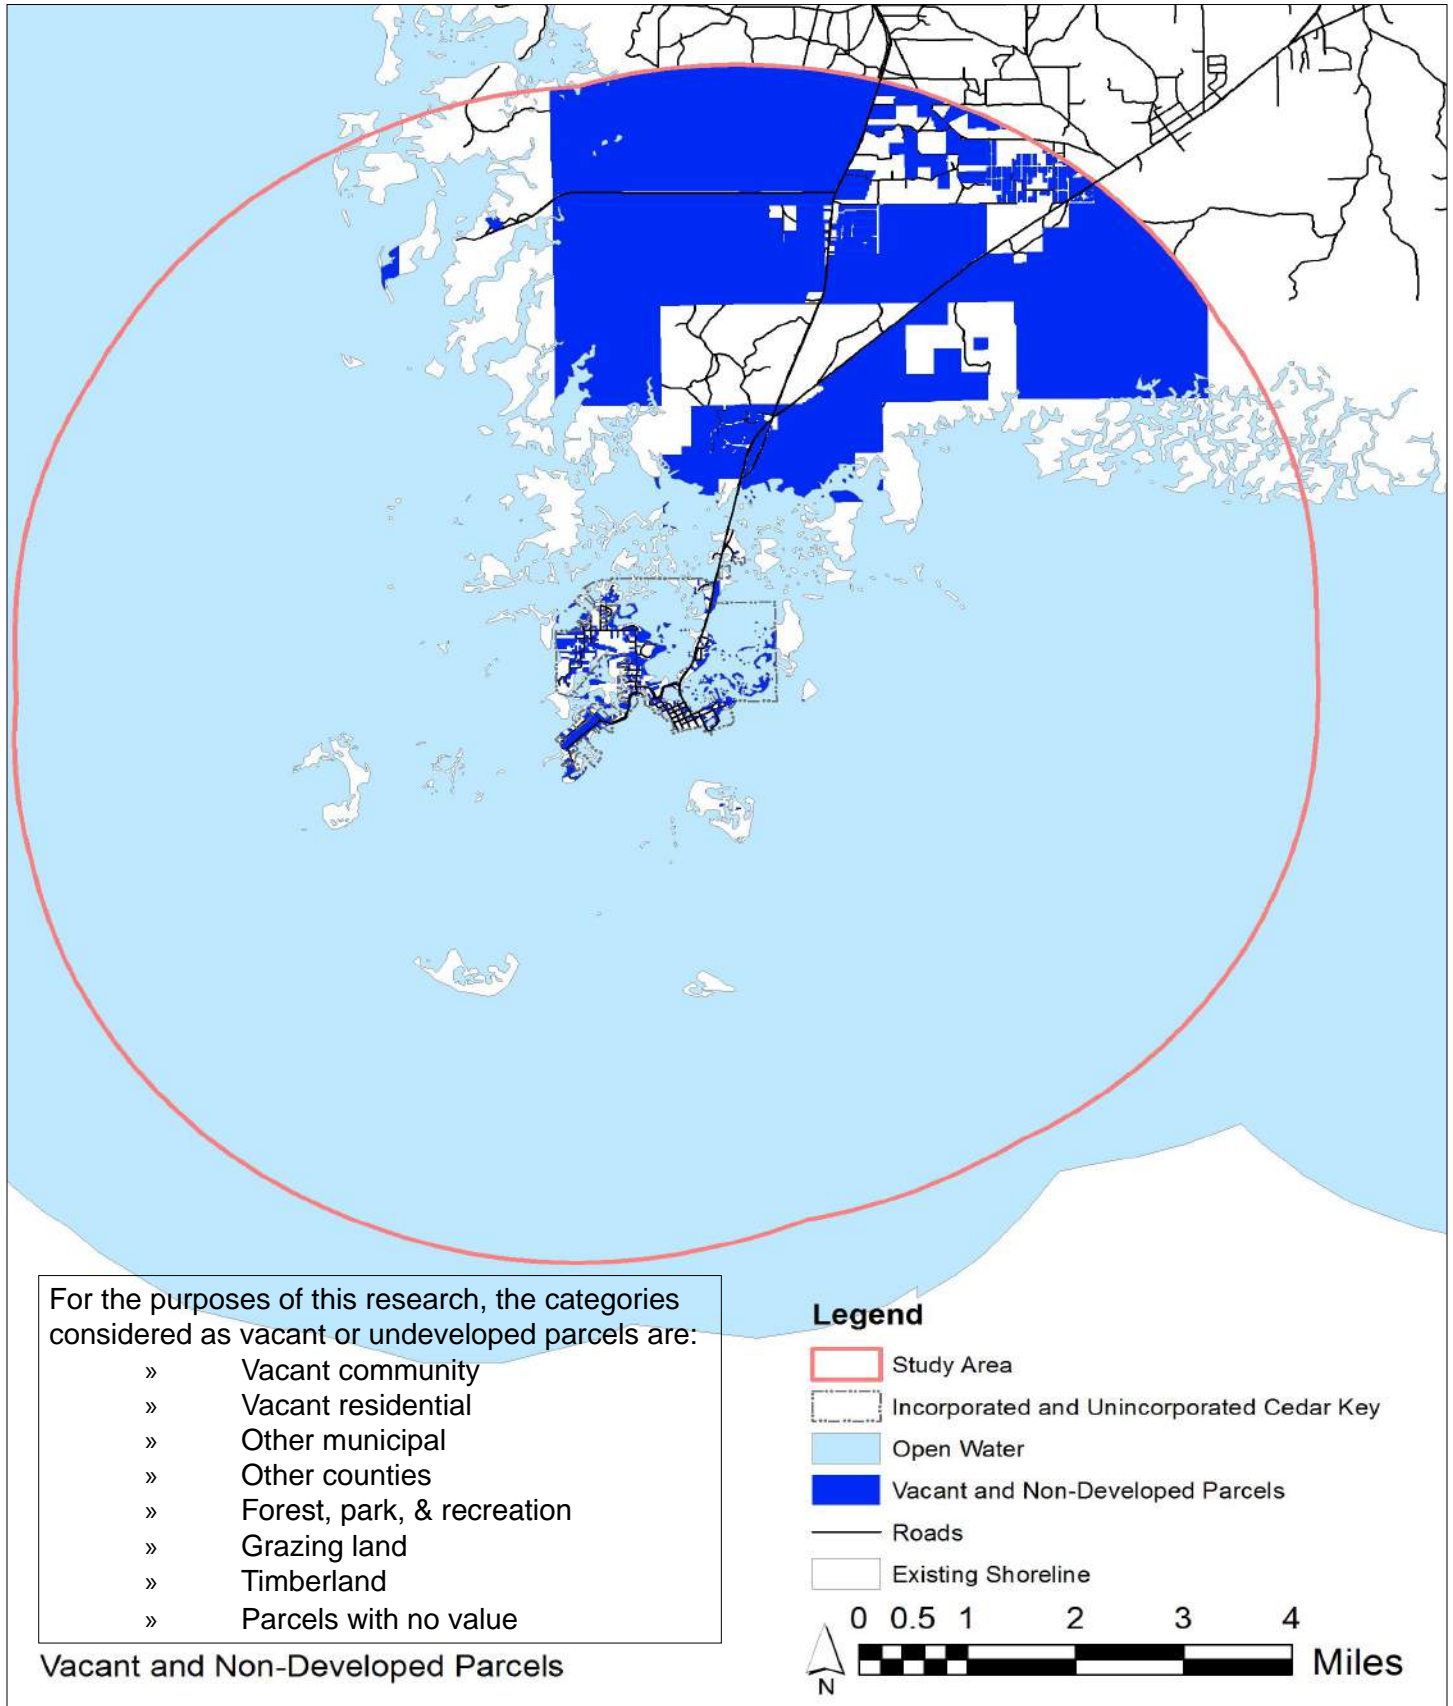 For the purposes of this research, the categories
considered as vacant or undeveloped parcels are:
» Vacant community
» Vacant residential
» Other municipal
» Other counties
» Forest, park, & recreation
» Grazing land
» Timberland
» Parcels with no value
Vacant and Non-Developed Parcels
Legend
Study Area
Incorporated and Unincorporated Cedar Key
Open Water
Vacant and Non-Developed Parcels
Roads
Existing Shoreline
0 0.5 1 2 3 4
Miles
N